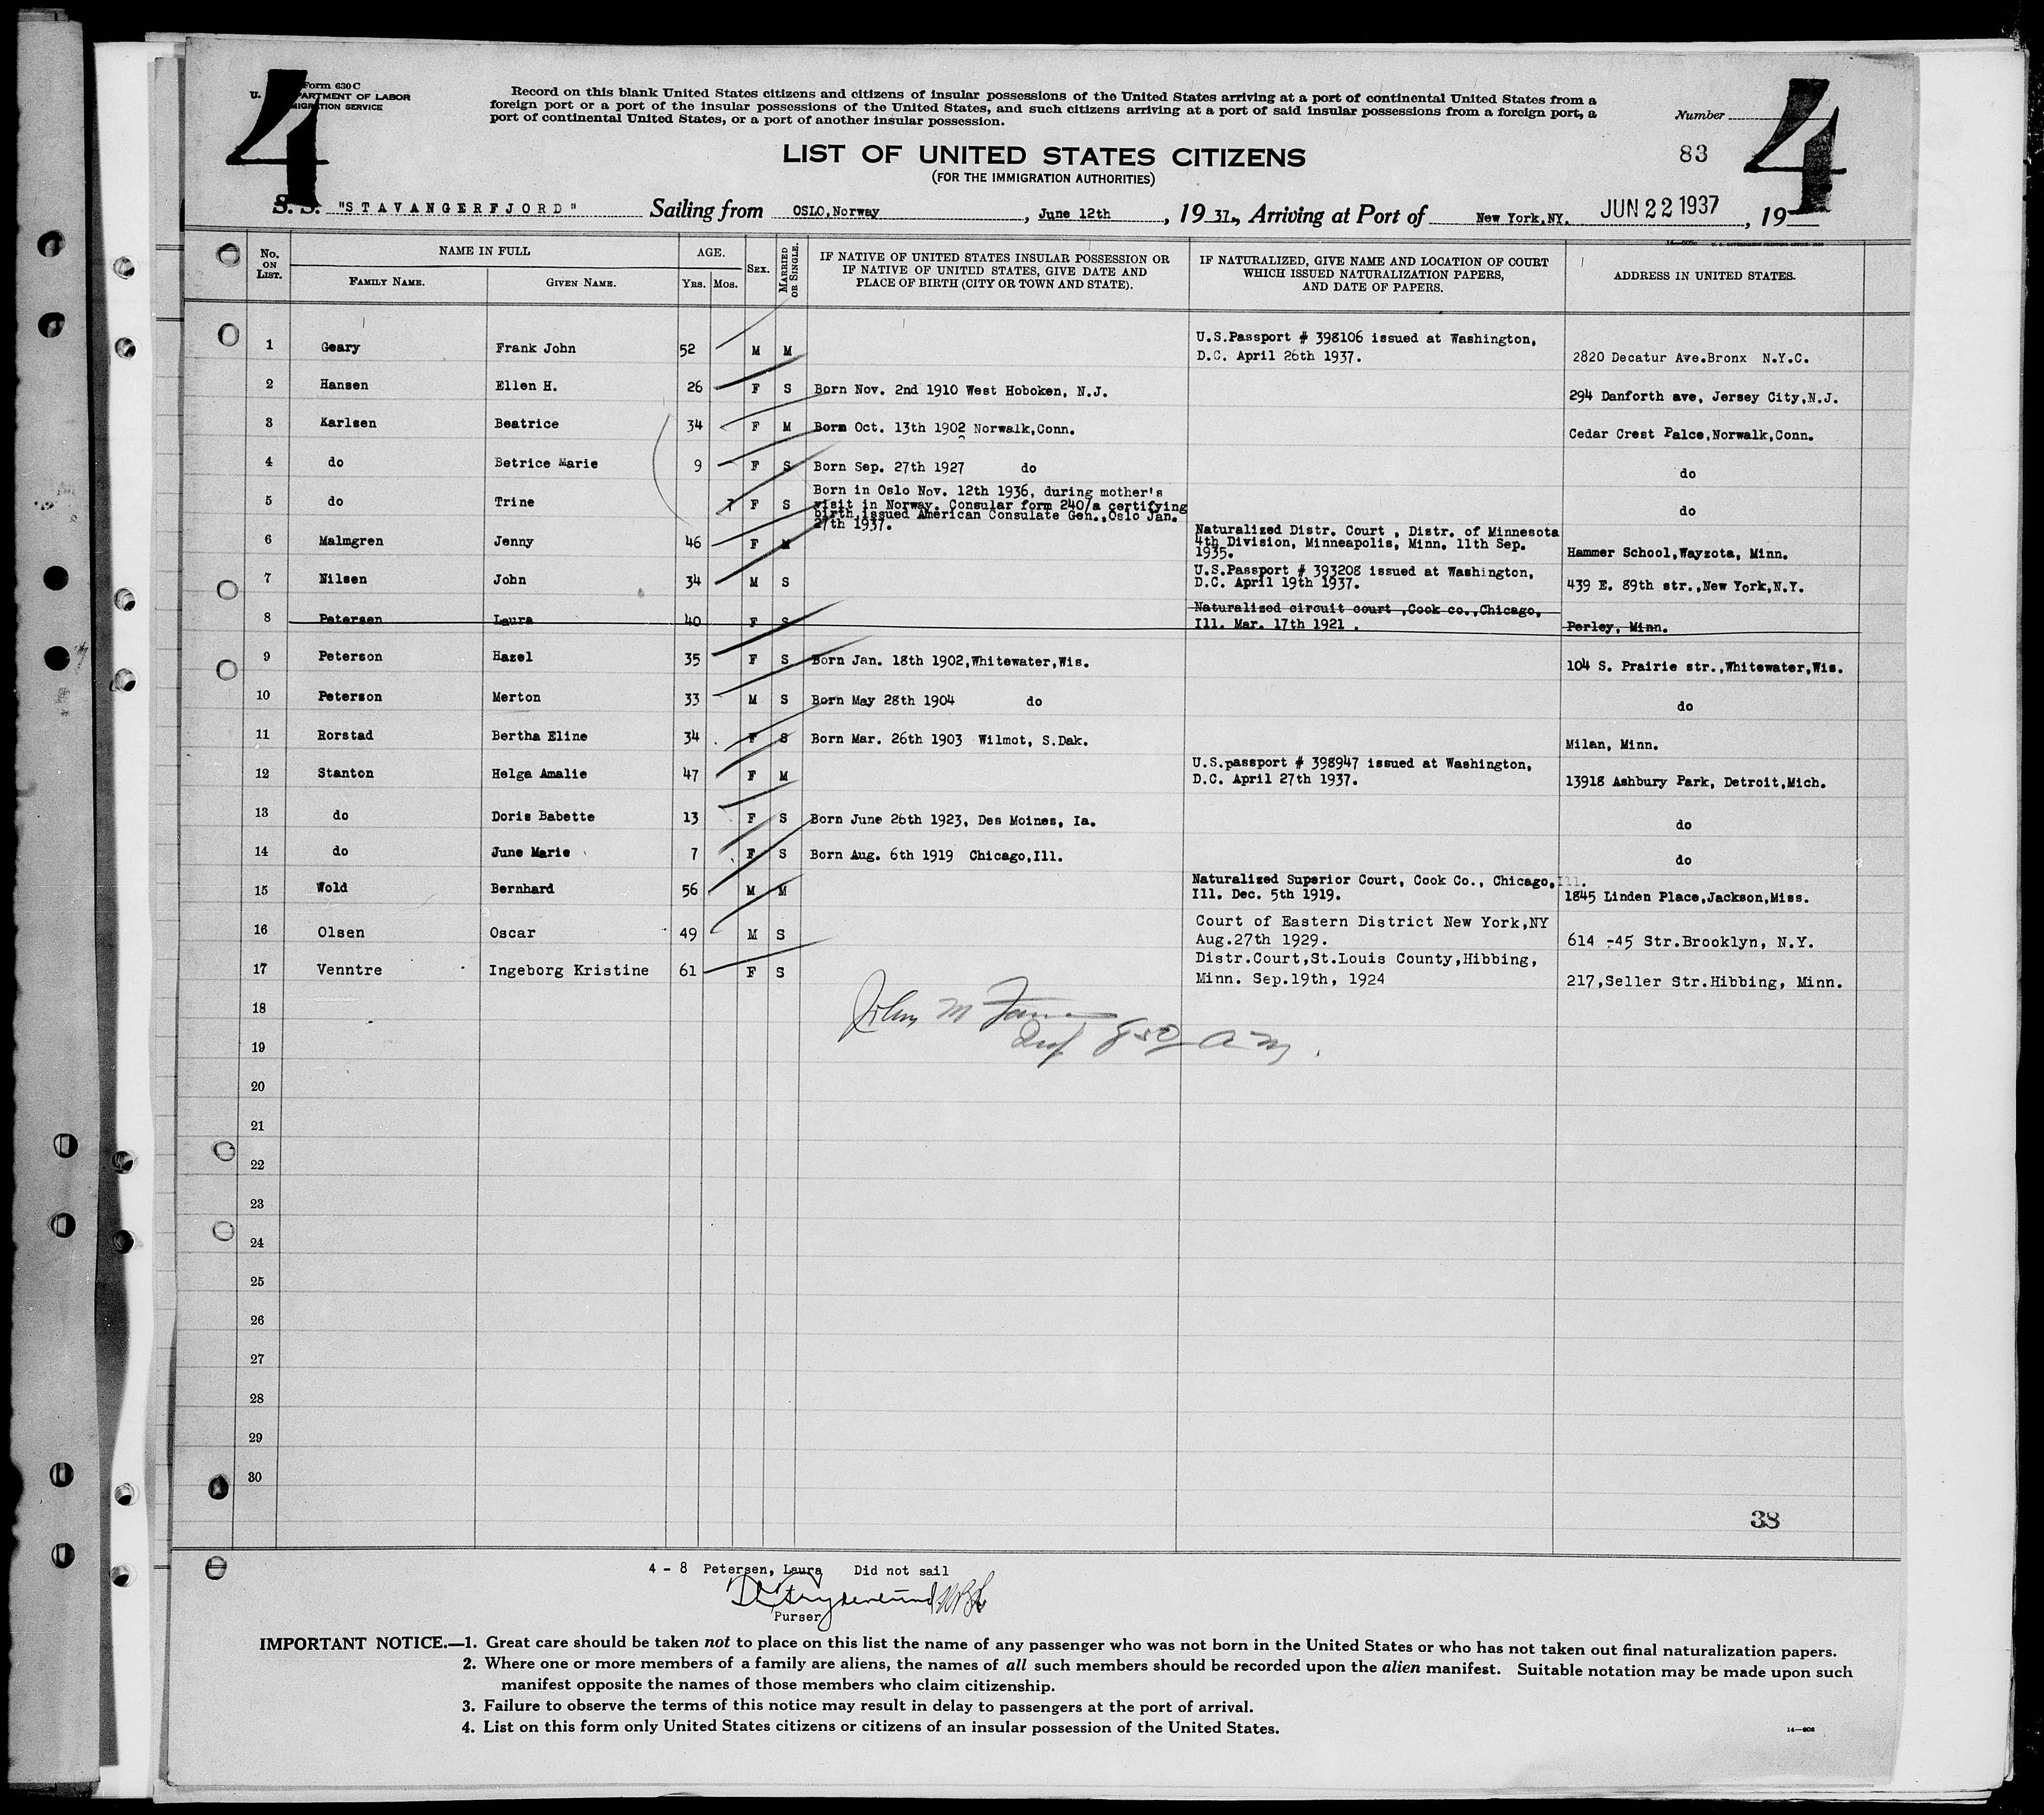 4
Form 630 C
U. PARTMENT OF LABOR
MIGRATION SERVICE
Record on this blank United States citizens and citizens of insular possessions of the United States arriving at a port of continental United States from a
foreign port or a port of the insular possessions of the United States, and such citizens arriving at a port of said insular possessions from a foreign port, a
port of continental United States, or a port of another insular possession.
Number
4
LIST OF UNITED STATES CITIZENS
83
(FOR THE IMMIGRATION AUTHORITIES)
S. S. "STAVANGERFJORD" Sailing from OSLO,Norway, June 12th, 19 37., Arriving at Port of New York,NY. JUN 22 1937, 19
No. ON LIST. NAME IN FULL FAMILY NAME. GIVEN NAME. AGE. YRS. MOS. SEX. MARRIED OR SINGLE. IF NATIVE OF UNITED STATES INSULAR POSSESSION OR IF NATIVE OF UNITED STATES, GIVE DATE AND PLACE OF BIRTH (CITY OR TOWN AND STATE). IF NATURALIZED, GIVE NAME AND LOCATION OF COURT WHICH ISSUED NATURALIZATION PAPERS, AND DATE OF PAPERS. ADDRESS IN UNITED STATES.
1 Geary Frank John 52 M M U.S.Passport # 398106 issued at Washington, D.C. April 26th 1937. 2820 Decatur Ave.Bronx N.Y.C.
2 Hansen Ellen H. 26 F S Born Nov. 2nd 1910 West Hoboken, N.J. 294 Danforth ave, Jersey City,N.J.
3 Karlsen Beatrice 34 F M Born Oct. 13th 1902 Norwalk,Conn. Cedar Crest Palce,Norwalk,Conn.
4 do Betrice Marie 9 F S Born Sep. 27th 1927 do do
5 do Trine 7 F S Born in Oslo Nov. 12th 1936, during mother's visit in Norway. Consular form 240/a certifying birth issued American Consulate Gen.,Oslo Jan. 27th 1937. do
6 Malmgren Jenny 46 F M Naturalized Distr. Court , Distr. of Minnesota 4th Division, Minneapolis, Minn. 11th Sep. 1935. Hammer School,Wayzota, Minn.
7 Nilsen John 34 M S U.S.Passport # 393208 issued at Washington, D.C. April 19th 1937. 439 E. 89th str.,New York,N.Y.
8 Petersen Laura 40 F S Naturalized circuit court ,Cook co.,Chicago, Ill. Mar. 17th 1921 . Perley, Minn.
9 Peterson Hazel 35 F S Born Jan. 18th 1902,Whitewater,Wis. 104 S. Prairie str.,Whitewater,Wis.
10 Peterson Merton 33 M S Born May 28th 1904 do do
11 Rorstad Bertha Eline 34 F S Born Mar. 26th 1903 Wilmot, S.Dak. Milan, Minn.
12 Stanton Helga Amalie 47 F M U.S.passport # 398947 issued at Washington, D.C. April 27th 1937. 13918 Ashbury Park, Detroit,Mich.
13 do Doris Babette 13 F S Born June 26th 1923, Des Moines, Ia. do
14 do June Marie 7 F S Born Aug. 6th 1919 Chicago,Ill. do
15 Wold Bernhard 56 M M Naturalized Superior Court, Cook Co., Chicago,Ill. Ill. Dec. 5th 1919. 1845 Linden Place,Jackson,Miss.
16 Olsen Oscar 49 M S Court of Eastern District New York,NY Aug.27th 1929. 614 -45 Str.Brooklyn, N.Y.
17 Venntre Ingeborg Kristine 61 F S Distr.Court,St.Louis County,Hibbing, Minn. Sep.19th, 1924 217,Seller Str.Hibbing, Minn.
18
John M
19
850 A M.
20
21
22
23
24
25
26
27
28
29
30
38
4 - 8 Petersen, Laura Did not sail
Purser
IMPORTANT NOTICE.—1. Great care should be taken not to place on this list the name of any passenger who was not born in the United States or who has not taken out final naturalization papers.
2. Where one or more members of a family are aliens, the names of all such members should be recorded upon the alien manifest. Suitable notation may be made upon such
manifest opposite the names of those members who claim citizenship.
3. Failure to observe the terms of this notice may result in delay to passengers at the port of arrival.
4. List on this form only United States citizens or citizens of an insular possession of the United States.
14—608